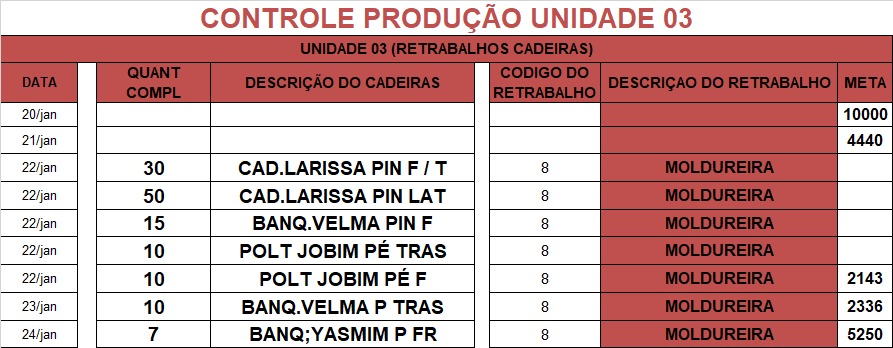 CONTROLE PRODUÇÃO UNIDADE 03
UNIDADE 03 (RETRABALHOS CADEIRAS)
DATA QUANT COMPL DESCRIÇÃO DO CADEIRAS CODIGO DO RETRABALHO DESCRIÇAO DO RETRABALHO META
20/jan 10000
21/jan 4440
22/jan 30 CAD.LARISSA PIN F / T 8 MOLDUREIRA
22/jan 50 CAD.LARISSA PIN LAT 8 MOLDUREIRA
22/jan 15 BANQ.VELMA PIN F 8 MOLDUREIRA
22/jan 10 POLT JOBIM PÉ TRAS 8 MOLDUREIRA
22/jan 10 POLT JOBIM PÉ F 8 MOLDUREIRA 2143
23/jan 10 BANQ.VELMA P TRAS 8 MOLDUREIRA 2336
24/jan 7 BANQ;YASMIM P FR 8 MOLDUREIRA 5250